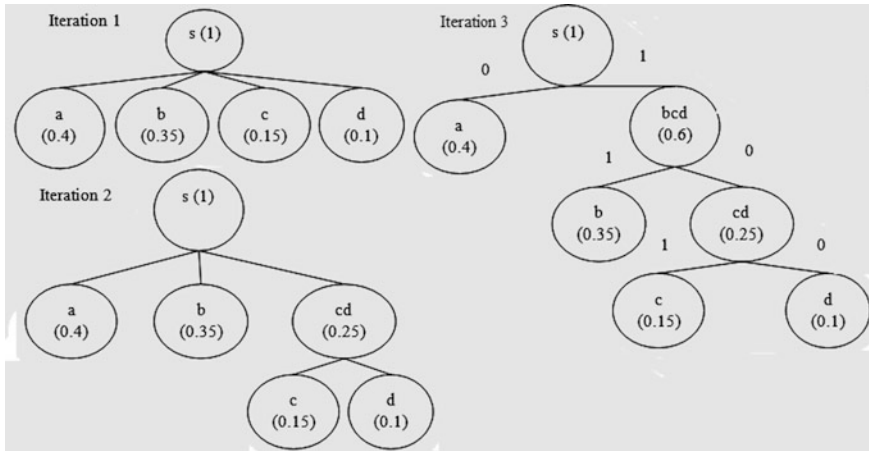 Iteration 1
s (1)
a
(0.4)
b
(0.35)
c
(0.15)
d
(0.1)
Iteration 2
s (1)
a
(0.4)
b
(0.35)
cd
(0.25)
c
(0.15)
d
(0.1)
Iteration 3
s (1)
0
1
a
(0.4)
bcd
(0.6)
1
0
b
(0.35)
cd
(0.25)
1
0
c
(0.15)
d
(0.1)